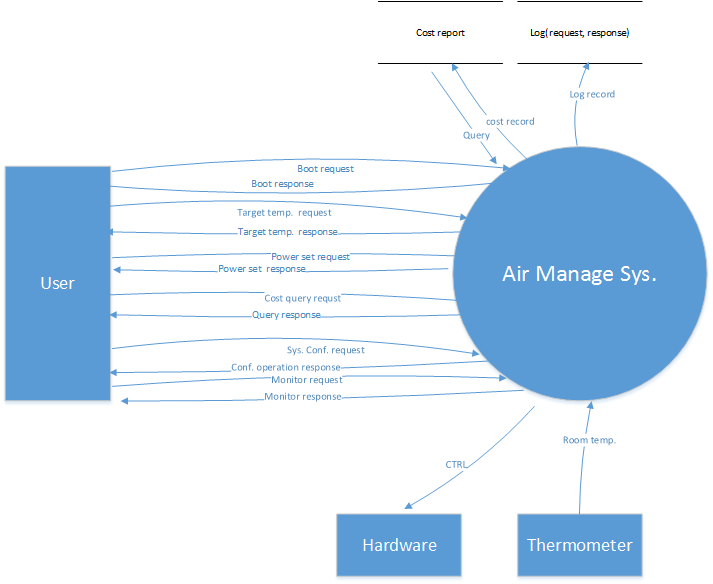 Cost report
Log(request, response)
Log record
cost record
Query
Boot request
Boot response
Target temp. request
Target temp. response
Power set request
Power set response
Cost query requst
Query response
Sys. Conf. request
Conf. operation response
Monitor request
Monitor response
User
Air Manage Sys.
Room temp.
CTRL
Hardware
Thermometer